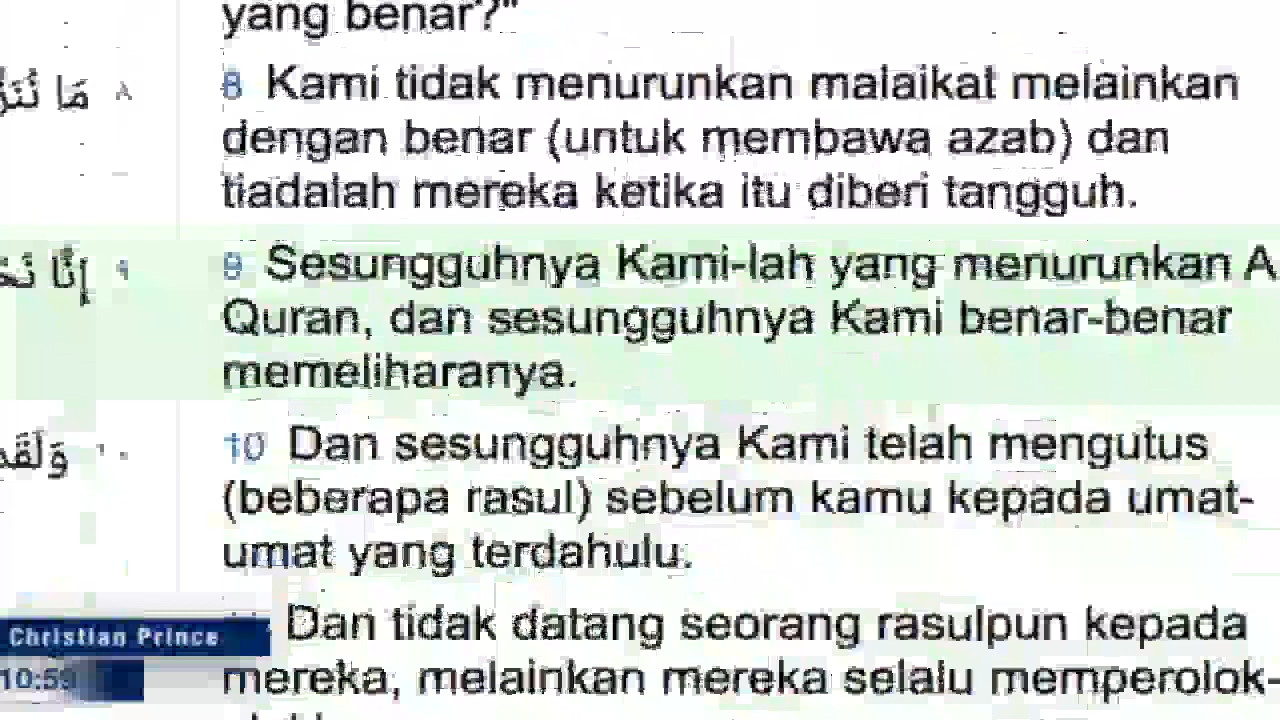 yang benar?"
مَا
٨
8 Kami tidak menurunkan malaikat melainkan
dengan benar (untuk membawa azab) dan
tiadalah mereka ketika itu diberi tangguh.
إِنَّا
٩
9 Sesungguhnya Kami-lah yang menurunkan A
Quran, dan sesungguhnya Kami benar-benar
memeliharanya.
١٠
10 Dan sesungguhnya Kami telah mengutus
(beberapa rasul) sebelum kamu kepada umat-
umat yang terdahulu.
Dan tidak datang seorang rasulpun kepada
mereka, melainkan mereka selalu memperolok-
Christian Prince